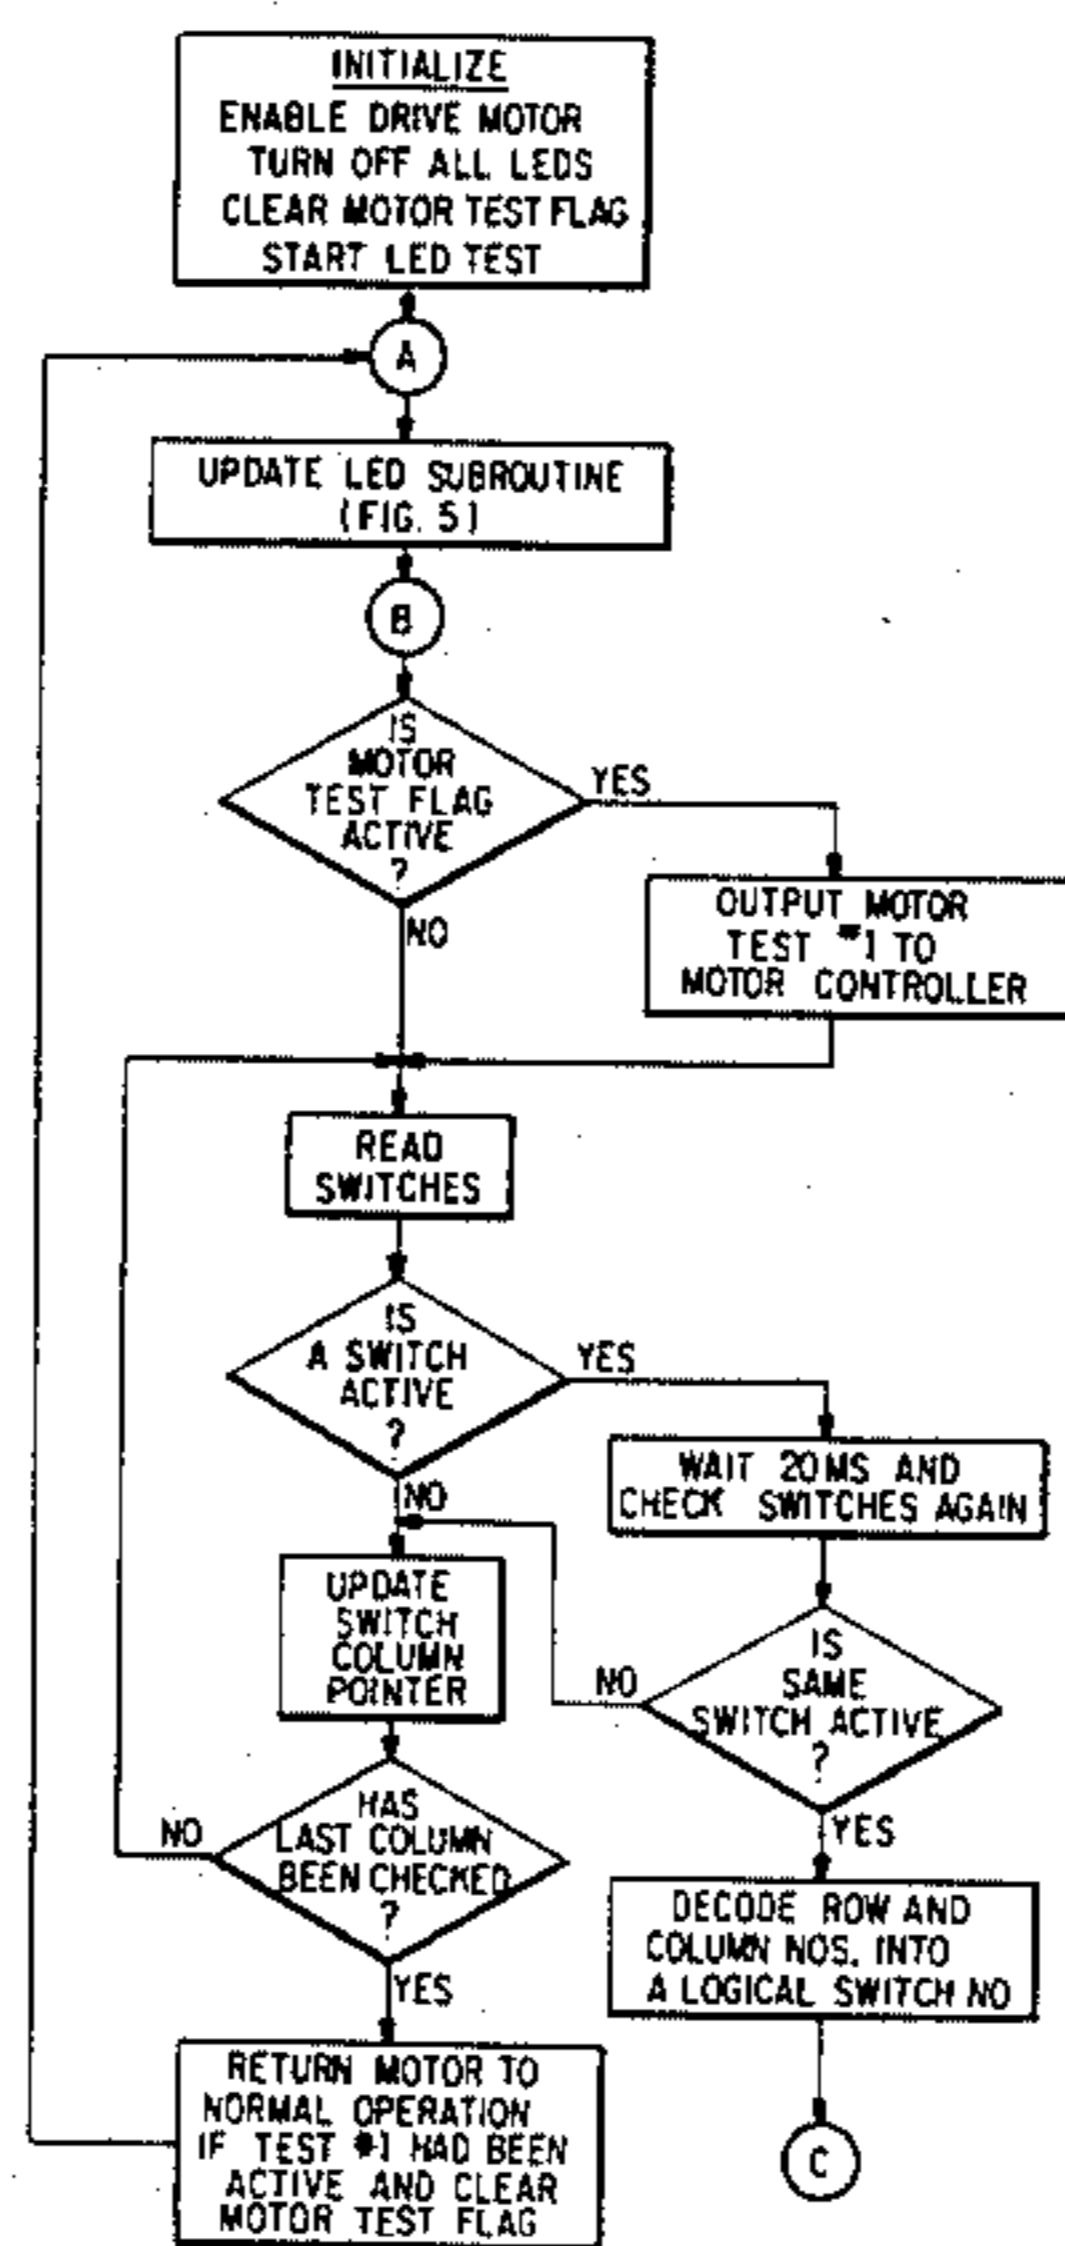 INITIALIZE
ENABLE DRIVE MOTOR
TURN OFF ALL LEDS
CLEAR MOTOR TEST FLAG
START LED TEST
A
UPDATE LED SUBROUTINE
(FIG. 5)
B
IS
MOTOR
TEST FLAG
ACTIVE
?
YES
NO
OUTPUT MOTOR
TEST #1 TO
MOTOR CONTROLLER
READ
SWITCHES
IS
A SWITCH
ACTIVE
?
YES
NO
WAIT 20MS AND
CHECK SWITCHES AGAIN
UPDATE
SWITCH
COLUMN
POINTER
IS
SAME
SWITCH ACTIVE
?
NO
YES
HAS
LAST COLUMN
BEEN CHECKED
?
NO
YES
DECODE ROW AND
COLUMN NOS. INTO
A LOGICAL SWITCH NO
RETURN MOTOR TO
NORMAL OPERATION
IF TEST #1 HAD BEEN
ACTIVE AND CLEAR
MOTOR TEST FLAG
C